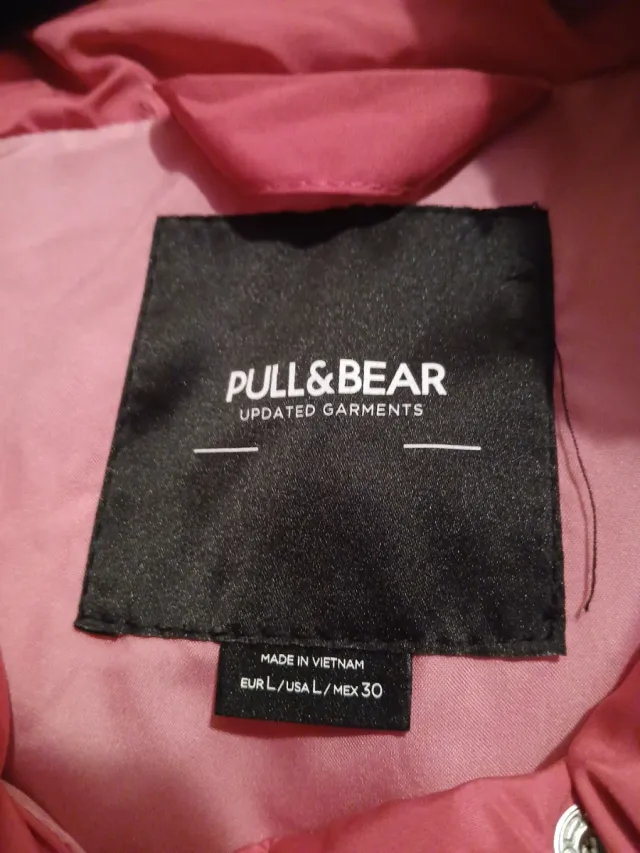 PULL&BEAR
UPDATED GARMENTS
MADE IN VIETNAM
EUR L/USA L/MEX 30